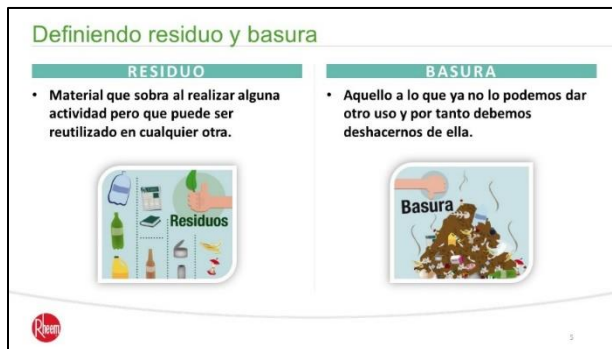 Definiendo residuo y basura
RESIDUO
• Material que sobra al realizar alguna
actividad pero que puede ser
reutilizado en cualquier otra.
Residuos
BASURA
• Aquello a lo que ya no lo podemos dar
otro uso y por tanto debemos
deshacernos de ella.
Basura
Rheem
5